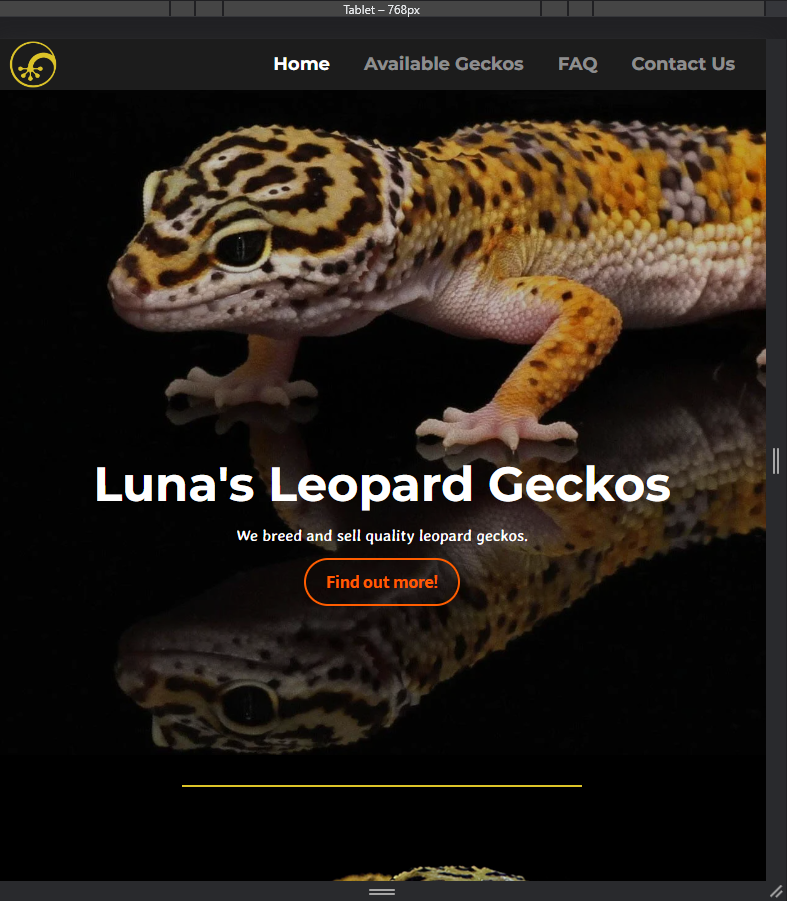 Tablet – 768px
Home Available Geckos FAQ Contact Us
Luna's Leopard Geckos
We breed and sell quality leopard geckos.
Find out more!